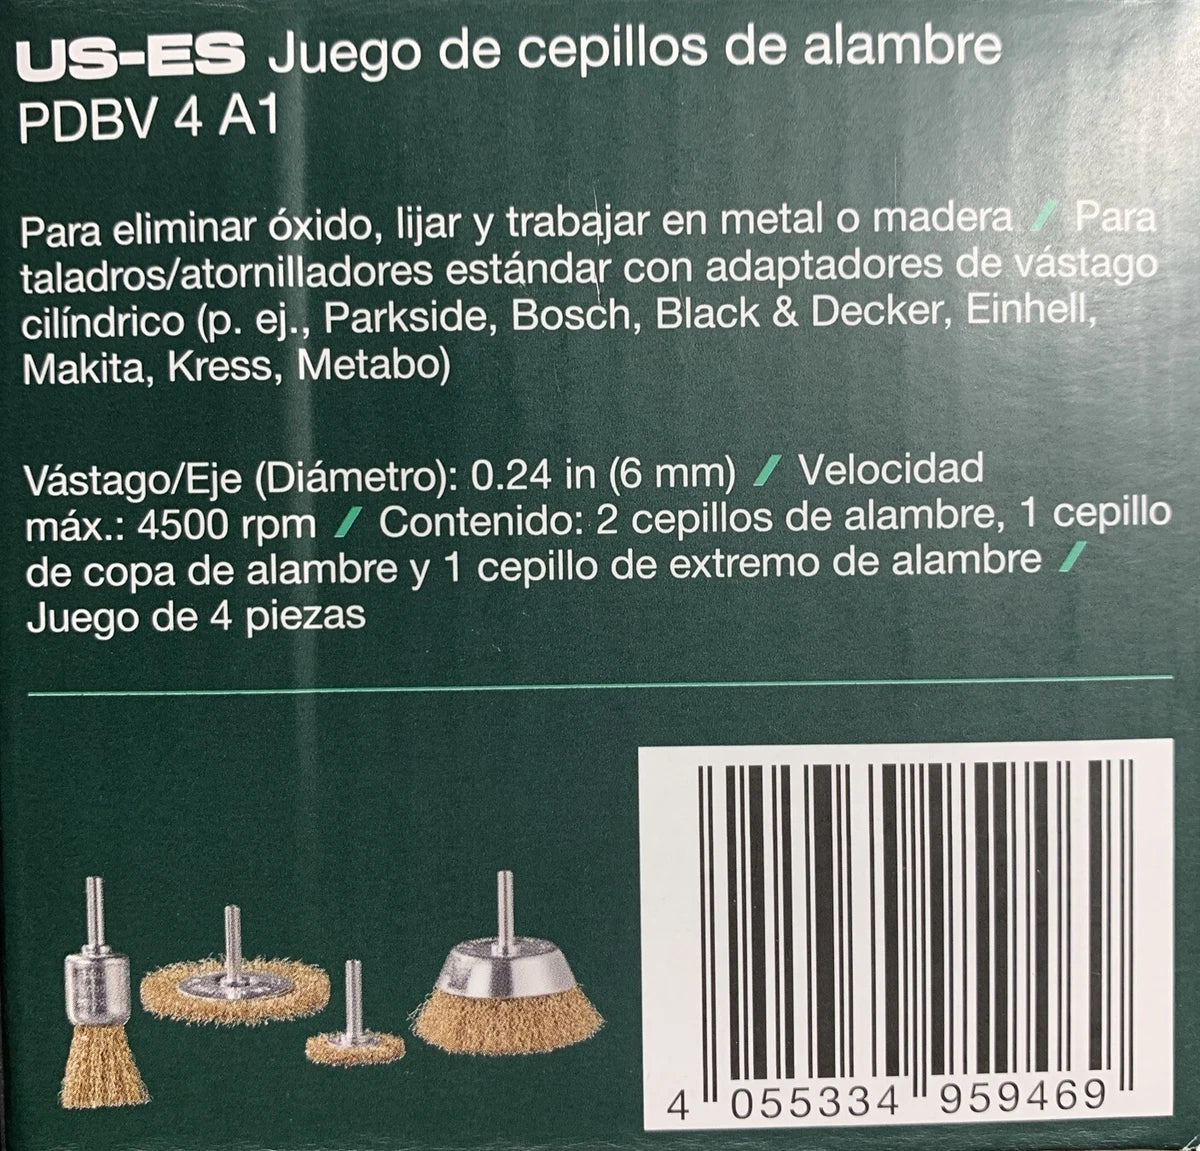 US-ES Juego de cepillos de alambre
PDBV 4 A1
Para eliminar óxido, lijar y trabajar en metal o madera / Para
taladros/atornilladores estándar con adaptadores de vástago
cilíndrico (p. ej., Parkside, Bosch, Black & Decker, Einhell,
Makita, Kress, Metabo)
Vástago/Eje (Diámetro): 0.24 in (6 mm) / Velocidad
máx.: 4500 rpm / Contenido: 2 cepillos de alambre, 1 cepillo
de copa de alambre y 1 cepillo de extremo de alambre /
Juego de 4 piezas
4 055334 959469